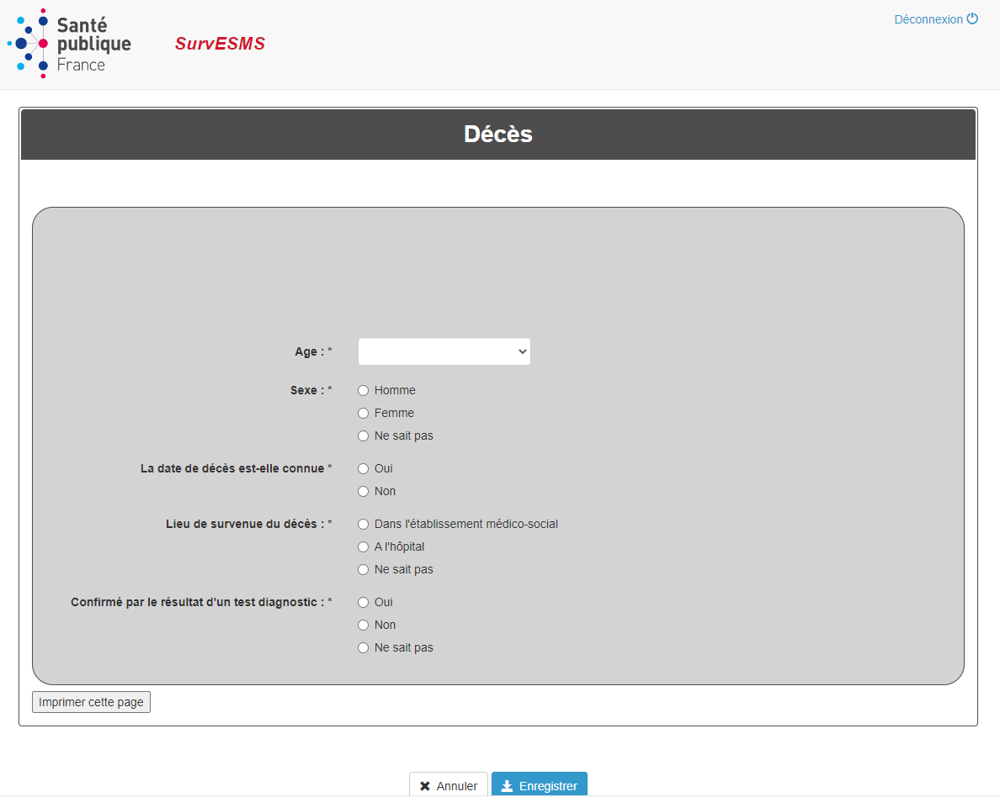 Santé
publique
France
SurvESMS
Déconnexion
Décès
Age : *
Sexe : *
Homme
Femme
Ne sait pas
La date de décès est-elle connue *
Oui
Non
Lieu de survenue du décès : *
Dans l'établissement médico-social
A l'hôpital
Ne sait pas
Confirmé par le résultat d'un test diagnostic : *
Oui
Non
Ne sait pas
Imprimer cette page
Annuler
Enregistrer